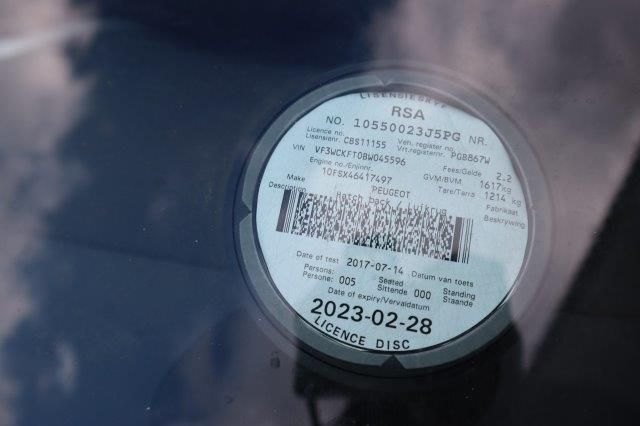 LISENSIESKYF
RSA
NO. 10550023J5PG NR.
Licence no. Veh. register no.
Lisensienr. CBS11155 Vrt.registernr. PGB867W
VIN VF3WCKFT0BW045596 Fees/Gelde 2.2
Engine no./Enjinnr. GVM/BVM 1617kg
10FSX46417497 Tare/Tarra 1214 kg
Make PEUGEOT Fabrikaat
Description Hatch back / Luikrug Beskrywing
Date of test 2017-07-14 Datum van toets
Persons: Seated Standing
Persone: 005 Sittende 000 Staande
Date of expiry/Vervaldatum
2023-02-28
LICENCE DISC